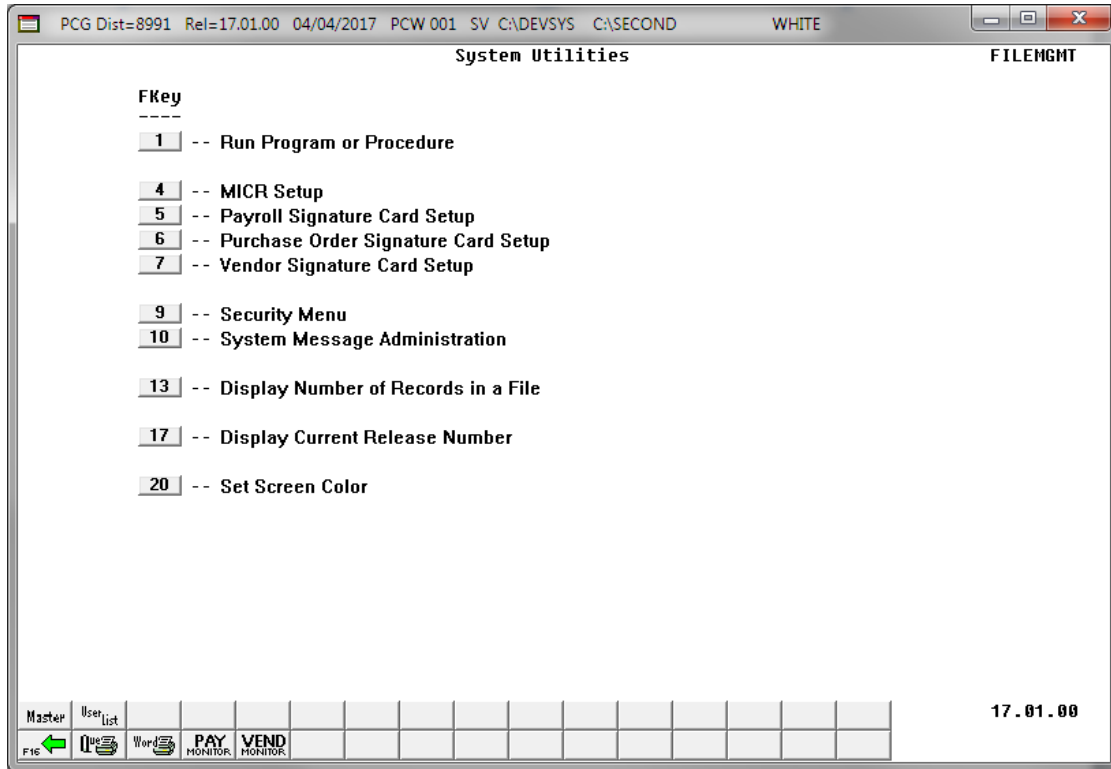 PCG Dist=8991 Rel=17.01.00 04/04/2017 PCW 001 SV C:\DEVSYS C:\SECOND WHITE
System Utilities FILEMGMT
FKey
----
1 -- Run Program or Procedure
4 -- MICR Setup
5 -- Payroll Signature Card Setup
6 -- Purchase Order Signature Card Setup
7 -- Vendor Signature Card Setup
9 -- Security Menu
10 -- System Message Administration
13 -- Display Number of Records in a File
17 -- Display Current Release Number
20 -- Set Screen Color
Master User List 17.01.00
F16 Que Word PAY MONITOR VEND MONITOR